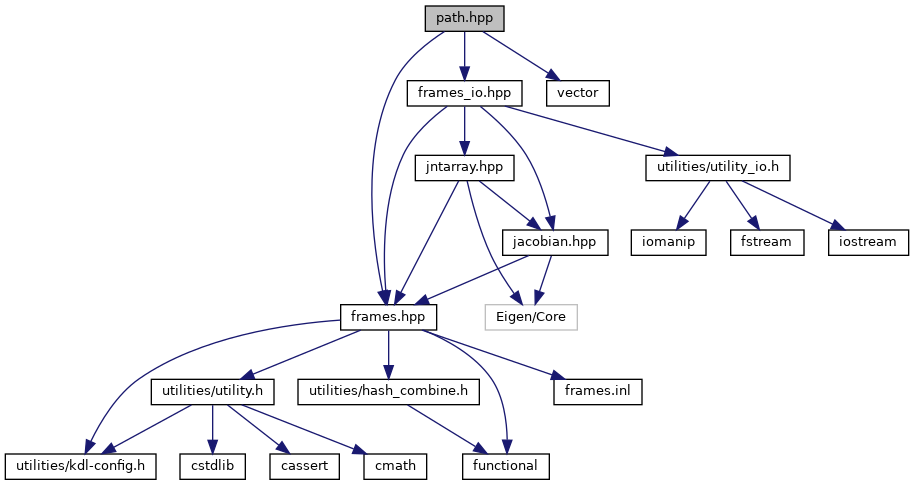 path.hpp
frames_io.hpp
vector
jntarray.hpp
utilities/utility_io.h
jacobian.hpp
iomanip
fstream
iostream
frames.hpp
Eigen/Core
utilities/utility.h
utilities/hash_combine.h
frames.inl
utilities/kdl-config.h
cstdlib
cassert
cmath
functional